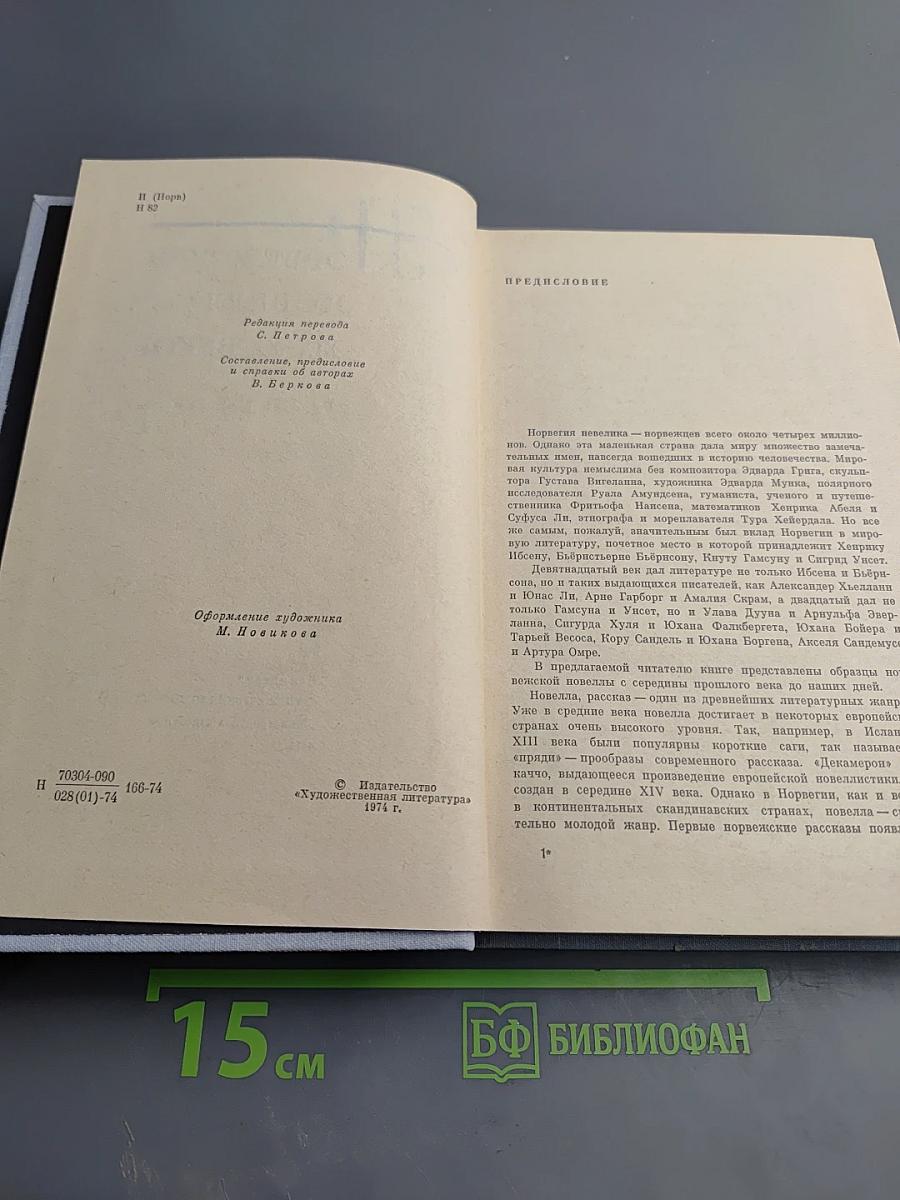 И (Норв)
Н 82
Редакция перевода
С. Петрова
Составление, предисловие
и справки об авторах
В. Беркова
Оформление художника
М. Новикова
Н 70304-090 166-74
028(01)-74
© Издательство
«Художественная литература»
1974 г.
ПРЕДИСЛОВИЕ
Норвегия невелика — норвежцев всего около четырех миллио-
нов. Однако эта маленькая страна дала миру множество замеча-
тельных имен, навсегда вошедших в историю человечества. Миро-
вая культура немыслима без композитора Эдварда Грига, скульп-
тора Густава Вигеланна, художника Эдварда Мунка, полярного
исследователя Руала Амундсена, гуманиста, ученого и путеше-
ственника Фритьофа Нансена, математиков Хенрика Абеля и
Суфуса Ли, этнографа и мореплавателя Тура Хейердала. Но все
же самым, пожалуй, значительным был вклад Норвегии в миро-
вую литературу, почетное место в которой принадлежит Хенрику
Ибсену, Бьёрнстьерне Бьёрнсону, Кнуту Гамсуну и Сигрид Унсет.
Девятнадцатый век дал литературе не только Ибсена и Бьёрн-
сона, но и таких выдающихся писателей, как Александр Хьелланн
и Юнас Ли, Арне Гарборг и Амалия Скрам, а двадцатый дал не
только Гамсуна и Унсет, но и Улава Дууна и Арнульфа Эвер-
ланна, Сигурда Хуля и Юхана Фалкбергета, Юхана Бойера и
Тарьей Весоса, Кору Сандель и Юхана Боргена, Акселя Сандемусе
и Артура Омре.
В предлагаемой читателю книге представлены образцы нор
вежской новеллы с середины прошлого века до наших дней.
Новелла, рассказ — один из древнейших литературных жанр
Уже в средние века новелла достигает в некоторых европейск
странах очень высокого уровня. Так, например, в Ислан
XIII века были популярны короткие саги, так называе
«пряди» — прообразы современного рассказа. «Декамерон»
каччо, выдающееся произведение европейской новеллистики
создан в середине XIV века. Однако в Норвегии, как и в
в континентальных скандинавских странах, новелла — с
тельно молодой жанр. Первые норвежские рассказы появ
1*
15 см
БФ БИБЛИОФАН